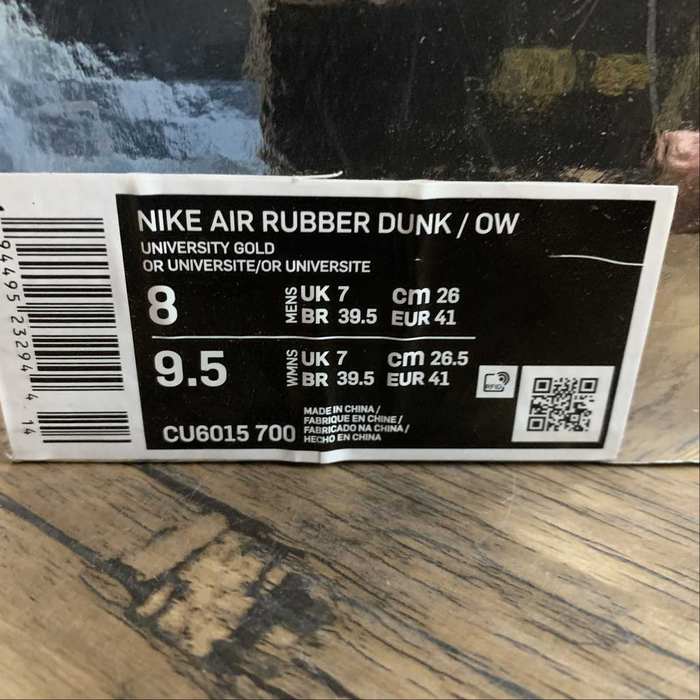 NIKE AIR RUBBER DUNK / OW
UNIVERSITY GOLD
OR UNIVERSITE/OR UNIVERSITE
8 MENS UK 7 cm 26
BR 39.5 EUR 41
9.5 WMNS UK 7 cm 26.5
BR 39.5 EUR 41
RFID
CU6015 700
MADE IN CHINA /
FABRIQUE EN CHINE /
FABRICADO NA CHINA /
HECHO EN CHINA
1 94495 23294 4 14